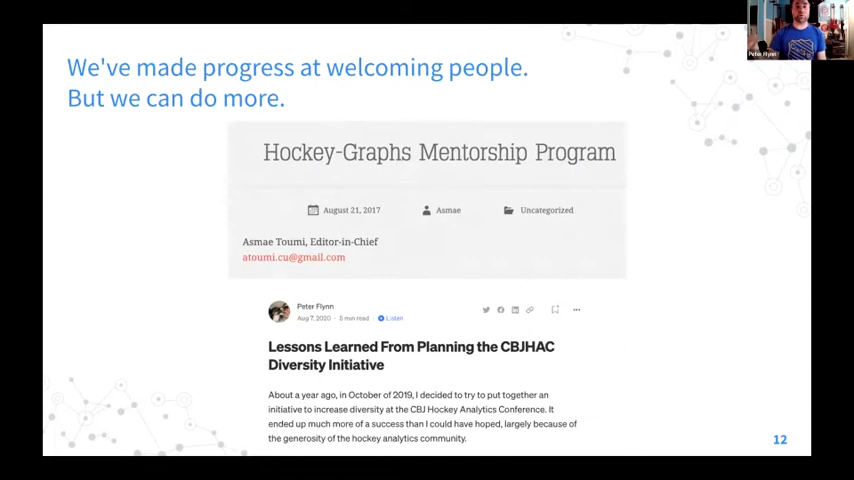 We've made progress at welcoming people.
But we can do more.
Peter Flynn
Hockey-Graphs Mentorship Program
August 21, 2017 Asmae Uncategorized
Asmae Toumi, Editor-in-Chief
atoumi.cu@gmail.com
Peter Flynn
Aug 7, 2020 · 5 min read · Listen
Lessons Learned From Planning the CBJHAC
Diversity Initiative
About a year ago, in October of 2019, I decided to try to put together an
initiative to increase diversity at the CBJ Hockey Analytics Conference. It
ended up much more of a success than I could have hoped, largely because of
the generosity of the hockey analytics community.
12